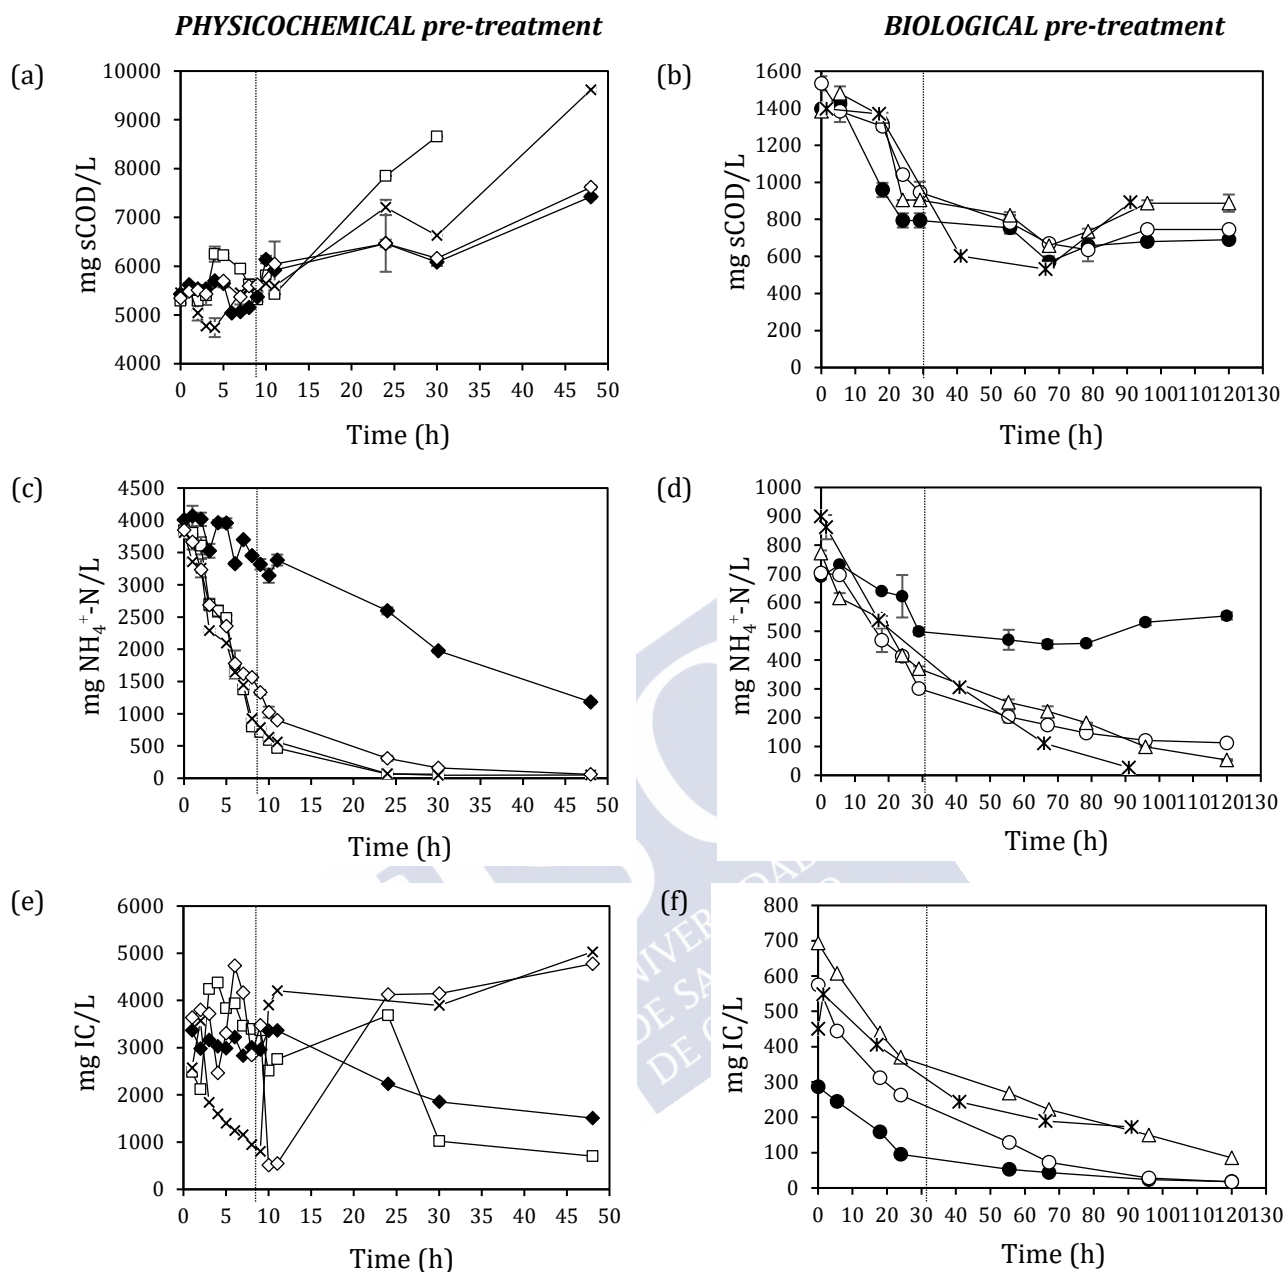 PHYSICOCHEMICAL pre-treatment
BIOLOGICAL pre-treatment
(a)
10000
9000
8000
7000
6000
5000
4000
mg sCOD/L
0 5 10 15 20 25 30 35 40 45 50
Time (h)
(b)
1600
1400
1200
1000
800
600
400
200
0
mg sCOD/L
0 10 20 30 40 50 60 70 80 90 100110120130
Time (h)
(c)
4500
4000
3500
3000
2500
2000
1500
1000
500
0
mg NH₄⁺-N/L
0 5 10 15 20 25 30 35 40 45 50
Time (h)
(d)
1000
900
800
700
600
500
400
300
200
100
0
mg NH₄⁺-N/L
0 10 20 30 40 50 60 70 80 90 100110120130
Time (h)
(e)
6000
5000
4000
3000
2000
1000
0
mg IC/L
0 5 10 15 20 25 30 35 40 45 50
Time (h)
(f)
800
700
600
500
400
300
200
100
0
mg IC/L
0 10 20 30 40 50 60 70 80 90 100110120130
Time (h)